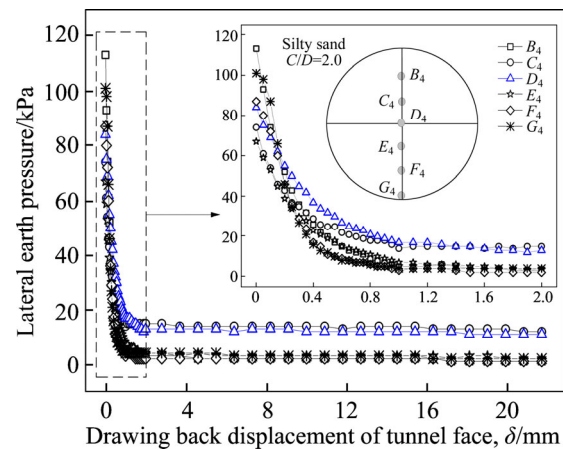 Lateral earth pressure/kPa
120
100
80
60
40
20
0
0 4 8 12 16 20
Drawing back displacement of tunnel face, δ/mm
Silty sand
C/D=2.0
120
100
80
60
40
20
0
0 0.4 0.8 1.2 1.6 2.0
B4
C4
D4
E4
F4
G4
B4
C4
D4
E4
F4
G4